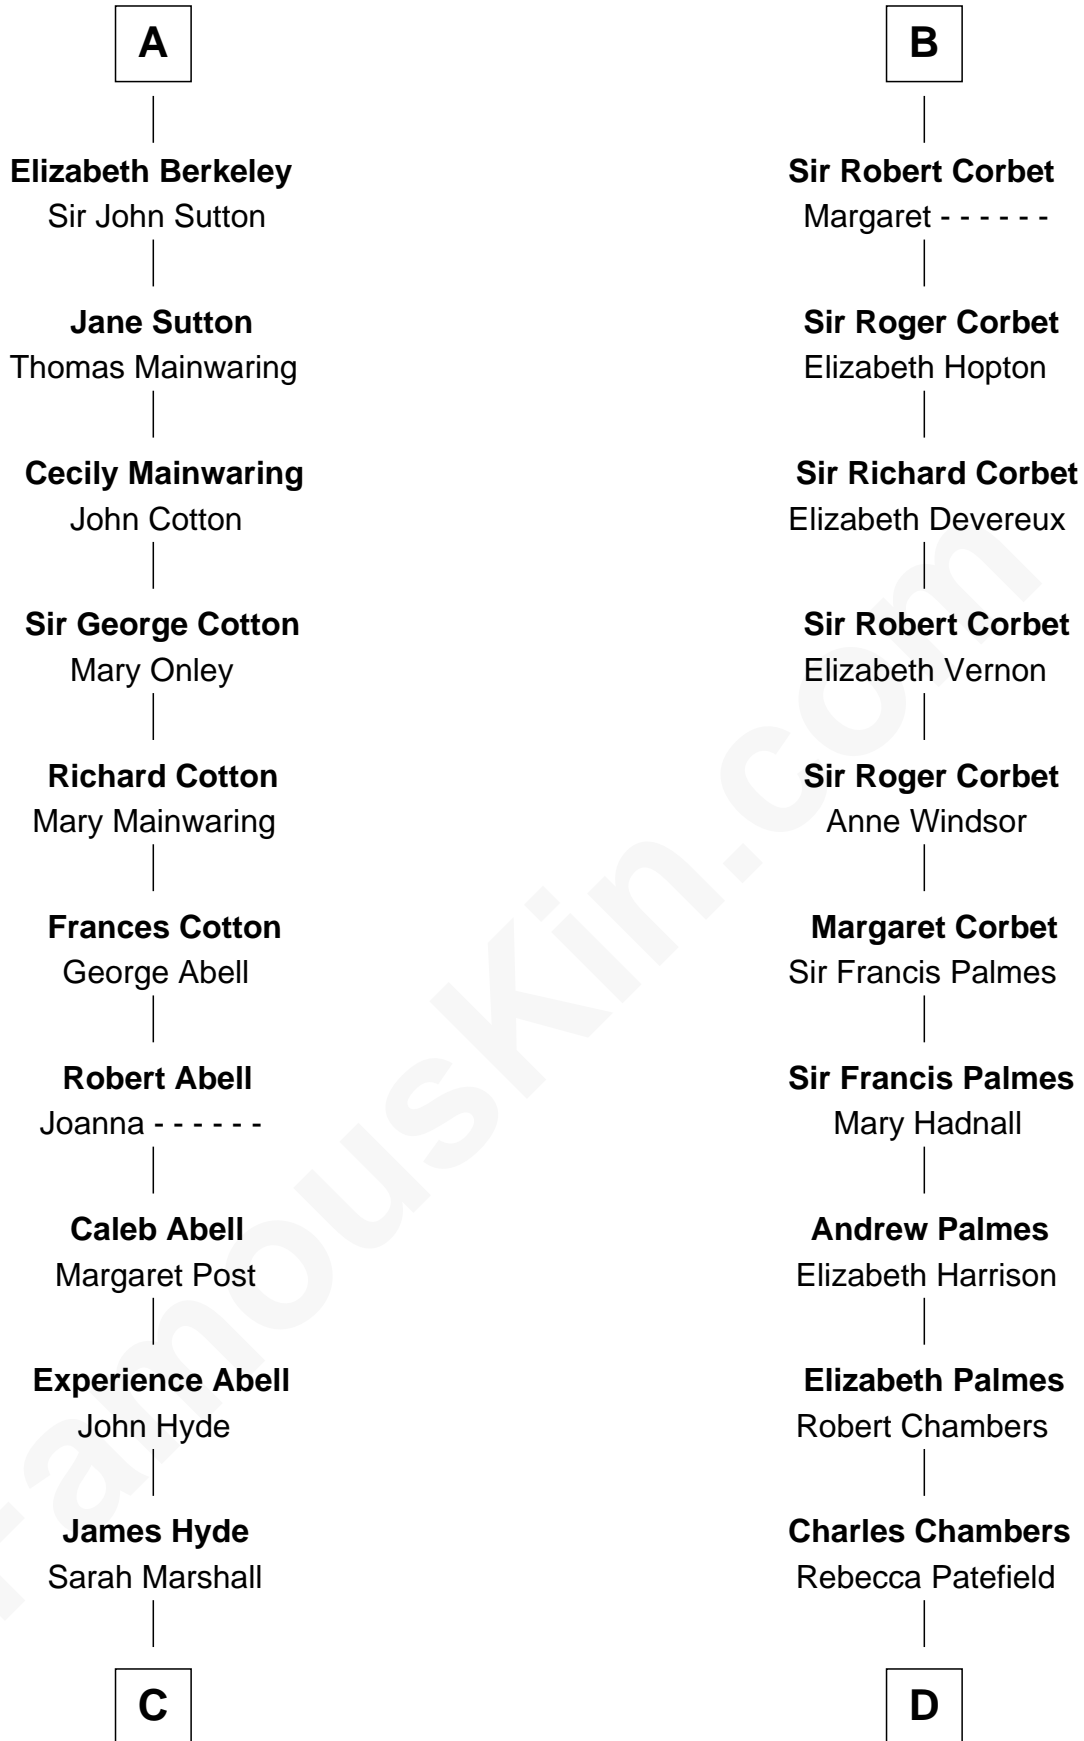 A
Elizabeth Berkeley
Sir John Sutton
Jane Sutton
Thomas Mainwaring
Cecily Mainwaring
John Cotton
Sir George Cotton
Mary Onley
Richard Cotton
Mary Mainwaring
Frances Cotton
George Abell
Robert Abell
Joanna - - - - - -
Caleb Abell
Margaret Post
Experience Abell
John Hyde
James Hyde
Sarah Marshall
C
B
Sir Robert Corbet
Margaret - - - - - -
Sir Roger Corbet
Elizabeth Hopton
Sir Richard Corbet
Elizabeth Devereux
Sir Robert Corbet
Elizabeth Vernon
Sir Roger Corbet
Anne Windsor
Margaret Corbet
Sir Francis Palmes
Sir Francis Palmes
Mary Hadnall
Andrew Palmes
Elizabeth Harrison
Elizabeth Palmes
Robert Chambers
Charles Chambers
Rebecca Patefield
D
FamousKin.com